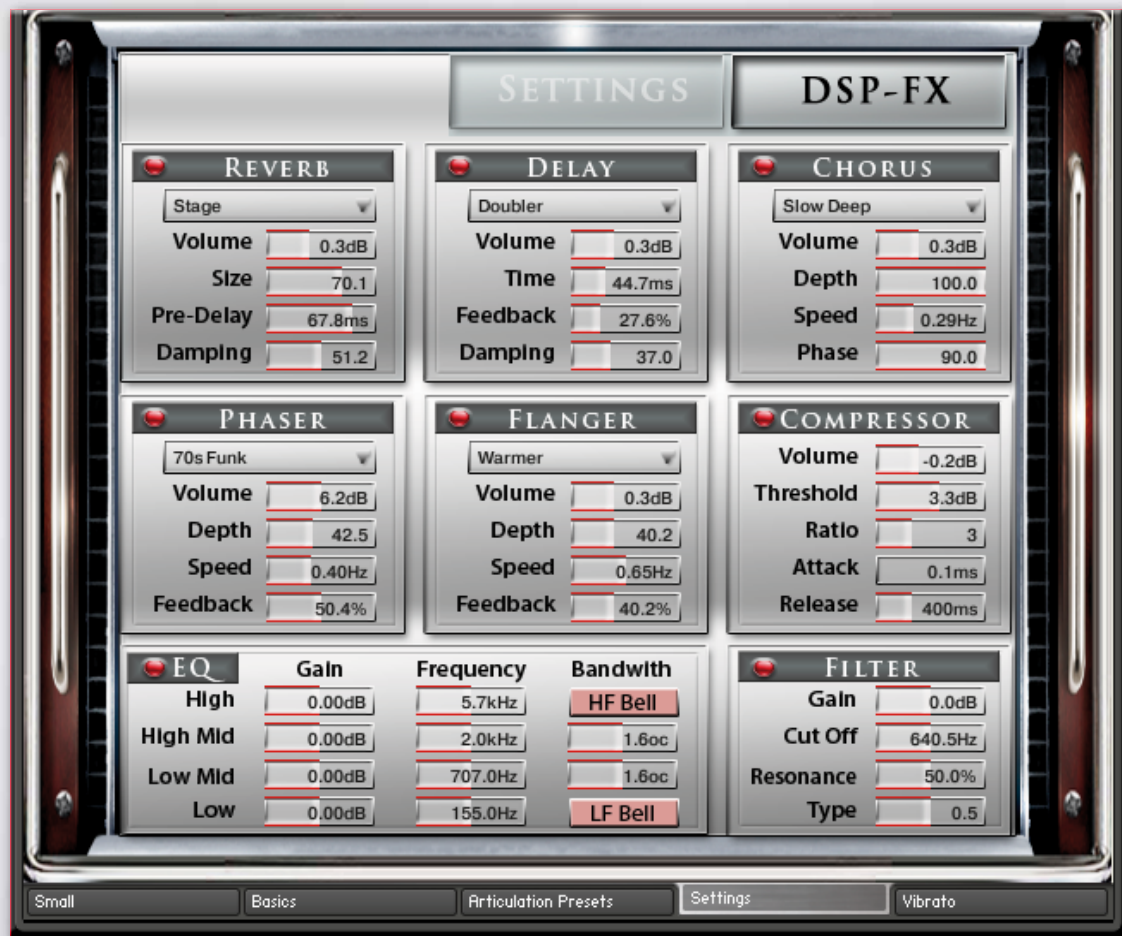 SETTINGS DSP-FX
REVERB
Stage
Volume 0.3dB
Size 70.1
Pre-Delay 67.8ms
Damping 51.2
DELAY
Doubler
Volume 0.3dB
Time 44.7ms
Feedback 27.6%
Damping 37.0
CHORUS
Slow Deep
Volume 0.3dB
Depth 100.0
Speed 0.29Hz
Phase 90.0
PHASER
70s Funk
Volume 6.2dB
Depth 42.5
Speed 0.40Hz
Feedback 50.4%
FLANGER
Warmer
Volume 0.3dB
Depth 40.2
Speed 0.65Hz
Feedback 40.2%
COMPRESSOR
Volume -0.2dB
Threshold 3.3dB
Ratio 3
Attack 0.1ms
Release 400ms
EQ Gain Frequency Bandwith
High 0.00dB 5.7kHz HF Bell
High Mid 0.00dB 2.0kHz 1.6oc
Low Mid 0.00dB 707.0Hz 1.6oc
Low 0.00dB 155.0Hz LF Bell
FILTER
Gain 0.0dB
Cut Off 640.5Hz
Resonance 50.0%
Type 0.5
Small Basics Articulation Presets Settings Vibrato